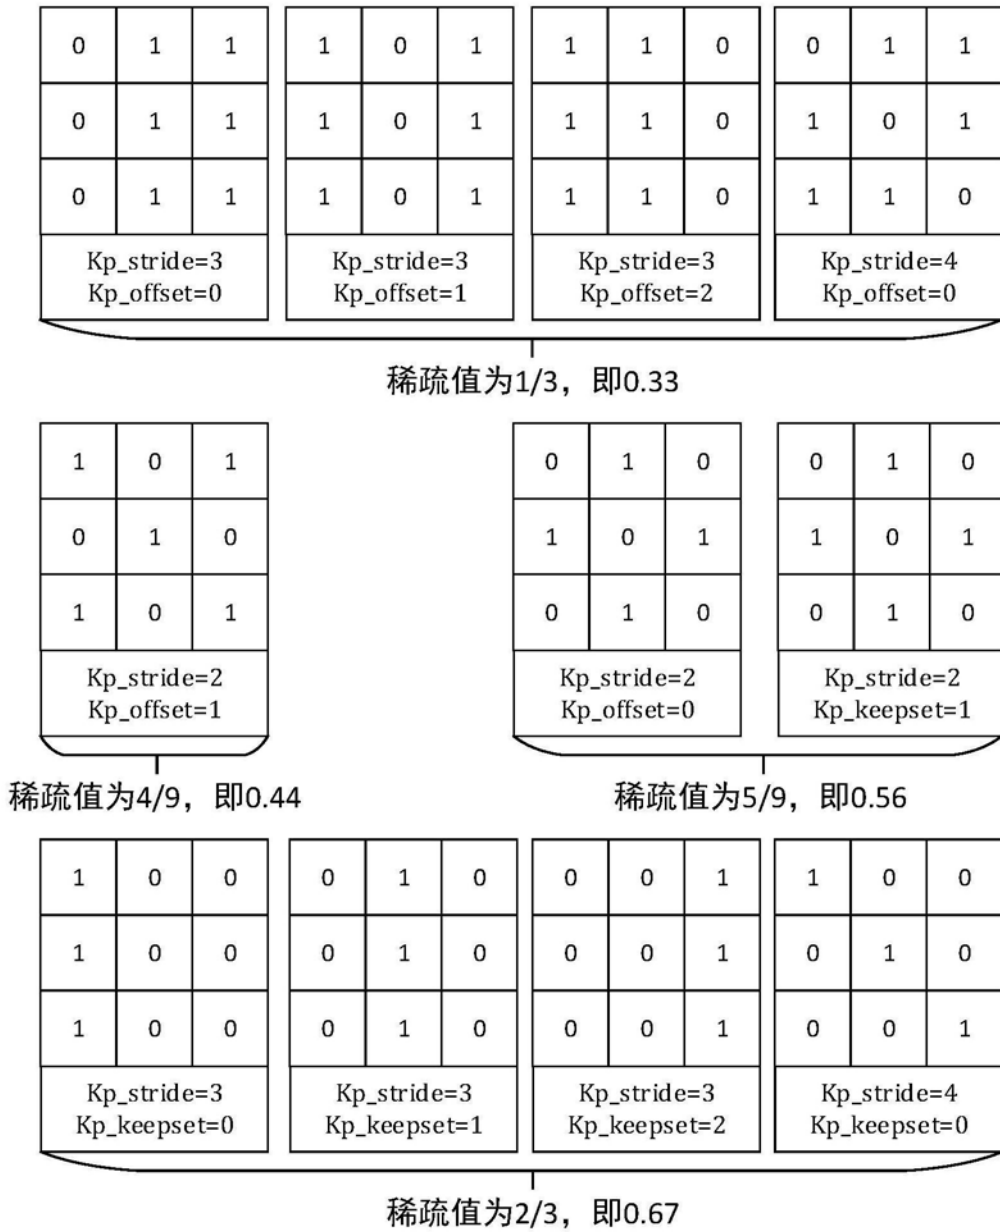 0 1 1 1 0 1 1 1 0 0 1 1
0 1 1 1 0 1 1 1 0 1 0 1
0 1 1 1 0 1 1 1 0 1 1 0
Kp_stride=3 Kp_stride=3 Kp_stride=3 Kp_stride=4
Kp_offset=0 Kp_offset=1 Kp_offset=2 Kp_offset=0
稀疏值为1/3，即0.33
1 0 1 0 1 0 0 1 0
0 1 0 1 0 1 1 0 1
1 0 1 0 1 0 0 1 0
Kp_stride=2 Kp_stride=2 Kp_stride=2
Kp_offset=1 Kp_offset=0 Kp_keepset=1
稀疏值为4/9，即0.44 稀疏值为5/9，即0.56
1 0 0 0 1 0 0 0 1 1 0 0
1 0 0 0 1 0 0 0 1 0 1 0
1 0 0 0 1 0 0 0 1 0 0 1
Kp_stride=3 Kp_stride=3 Kp_stride=3 Kp_stride=4
Kp_keepset=0 Kp_keepset=1 Kp_keepset=2 Kp_keepset=0
稀疏值为2/3，即0.67